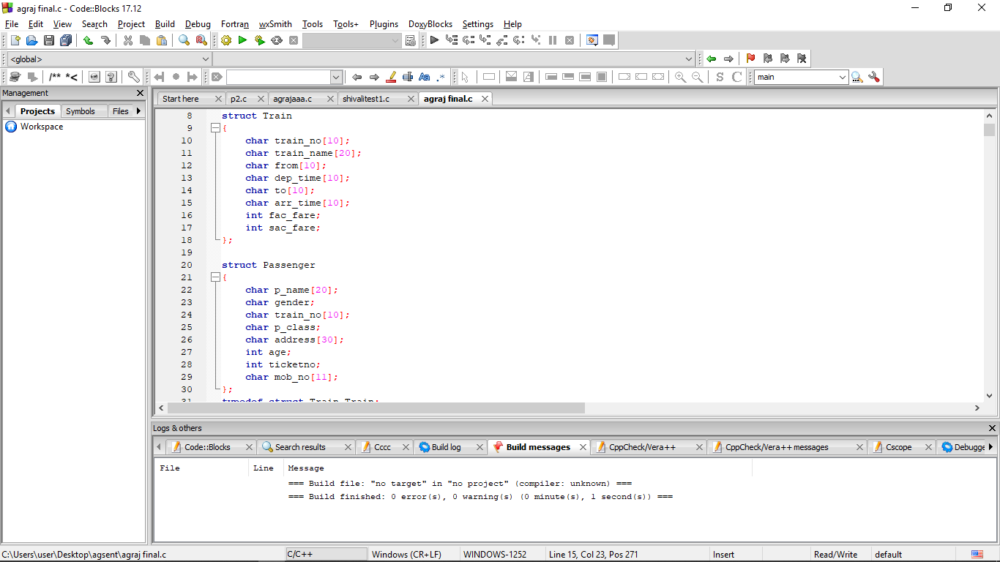 agraj final.c - Code::Blocks 17.12
File Edit View Search Project Build Debug Fortran wxSmith Tools Tools+ Plugins DoxyBlocks Settings Help
<global>
/** *< Aa .* S C main
Management
Projects Symbols Files
Workspace
Start here p2.c agrajaaa.c shivalitest1.c agraj final.c
8 struct Train
9 {
10 char train_no[10];
11 char train_name[20];
12 char from[10];
13 char dep_time[10];
14 char to[10];
15 char arr_time[10];
16 int fac_fare;
17 int sac_fare;
18 };
19
20 struct Passenger
21 {
22 char p_name[20];
23 char gender;
24 char train_no[10];
25 char p_class;
26 char address[30];
27 int age;
28 int ticketno;
29 char mob_no[11];
30 };
31 typedef struct Train Train;
Logs & others
Code::Blocks Search results Cccc Build log Build messages CppCheck/Vera++ CppCheck/Vera++ messages Cscope Debugge
File Line Message
=== Build file: "no target" in "no project" (compiler: unknown) ===
=== Build finished: 0 error(s), 0 warning(s) (0 minute(s), 1 second(s)) ===
C:\Users\user\Desktop\agsent\agraj final.c C/C++ Windows (CR+LF) WINDOWS-1252 Line 15, Col 23, Pos 271 Insert Read/Write default